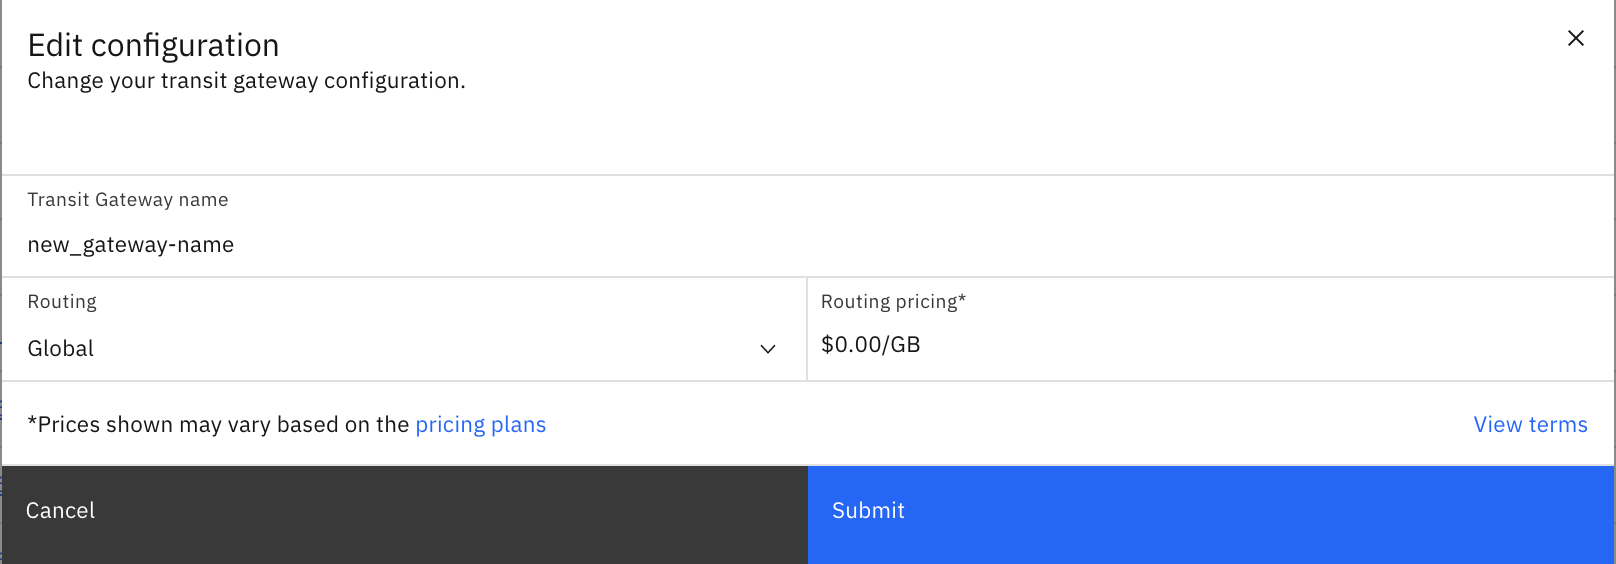 Edit configuration
Change your transit gateway configuration.
Transit Gateway name
new_gateway-name
Routing
Global
Routing pricing*
$0.00/GB
*Prices shown may vary based on the pricing plans
View terms
Cancel
Submit